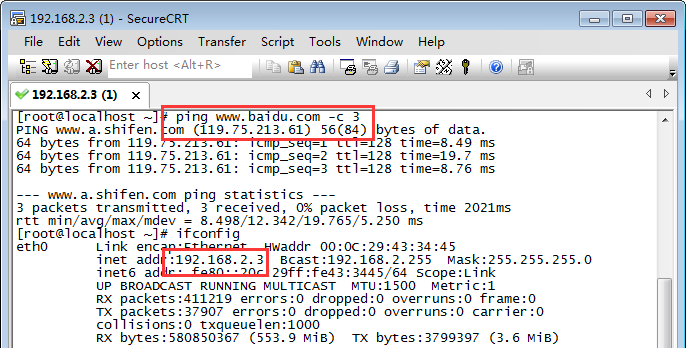 192.168.2.3 (1) - SecureCRT
File Edit View Options Transfer Script Tools Window Help
Enter host <Alt+R>
192.168.2.3 (1)
[root@localhost ~]# ping www.baidu.com -c 3
PING www.a.shifen.com (119.75.213.61) 56(84) bytes of data.
64 bytes from 119.75.213.61: icmp_seq=1 ttl=128 time=8.49 ms
64 bytes from 119.75.213.61: icmp_seq=2 ttl=128 time=19.7 ms
64 bytes from 119.75.213.61: icmp_seq=3 ttl=128 time=8.76 ms
--- www.a.shifen.com ping statistics ---
3 packets transmitted, 3 received, 0% packet loss, time 2021ms
rtt min/avg/max/mdev = 8.498/12.342/19.765/5.250 ms
[root@localhost ~]# ifconfig
eth0 Link encap:Ethernet HWaddr 00:0C:29:43:34:45
inet addr:192.168.2.3 Bcast:192.168.2.255 Mask:255.255.255.0
inet6 addr: fe80::20c:29ff:fe43:3445/64 Scope:Link
UP BROADCAST RUNNING MULTICAST MTU:1500 Metric:1
RX packets:411219 errors:0 dropped:0 overruns:0 frame:0
TX packets:37907 errors:0 dropped:0 overruns:0 carrier:0
collisions:0 txqueuelen:1000
RX bytes:580850367 (553.9 MiB) TX bytes:3799397 (3.6 MiB)